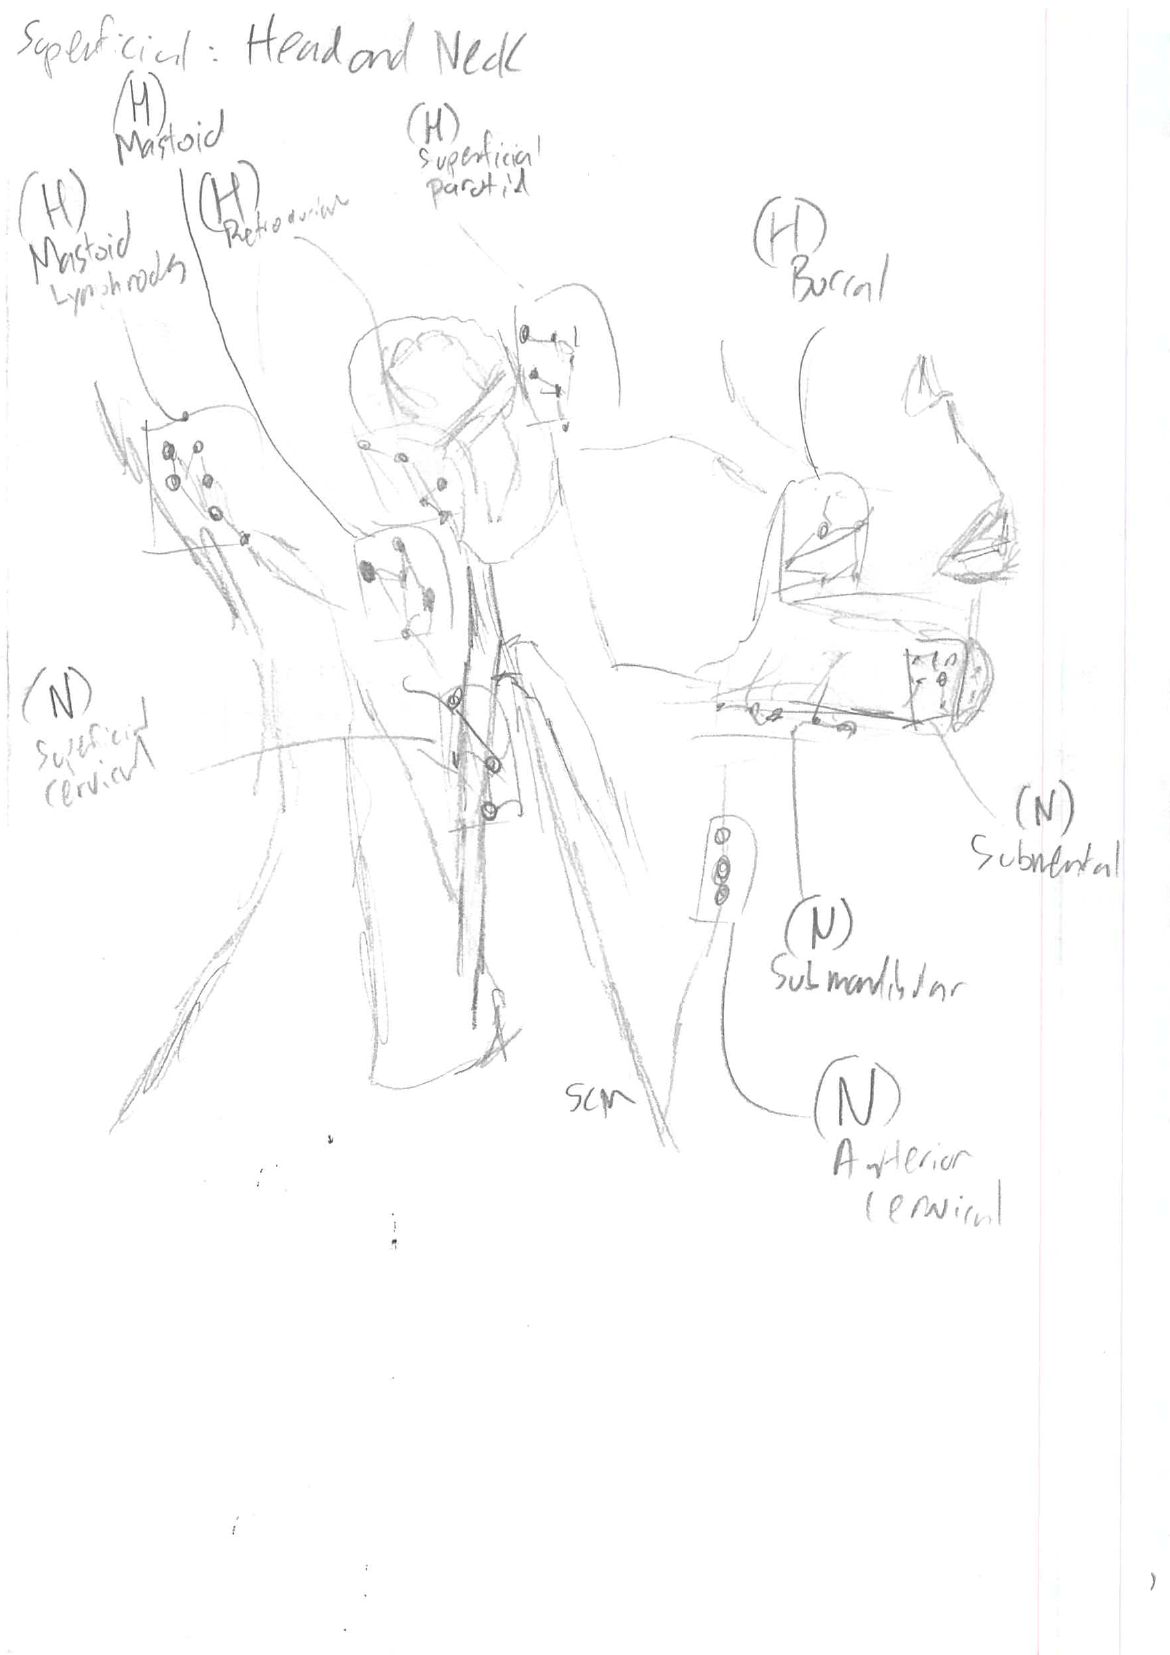 Superficial: Head and Neck
(H)
Mastoid
(H)
Superficial
parotid
(H)
Mastoid
Lymphnodes
(H)
Retroauricular
(H)
Buccal
(N)
Superficial
cervical
(N)
Submental
(N)
Submandibular
SCM
(N)
Anterior
cervical